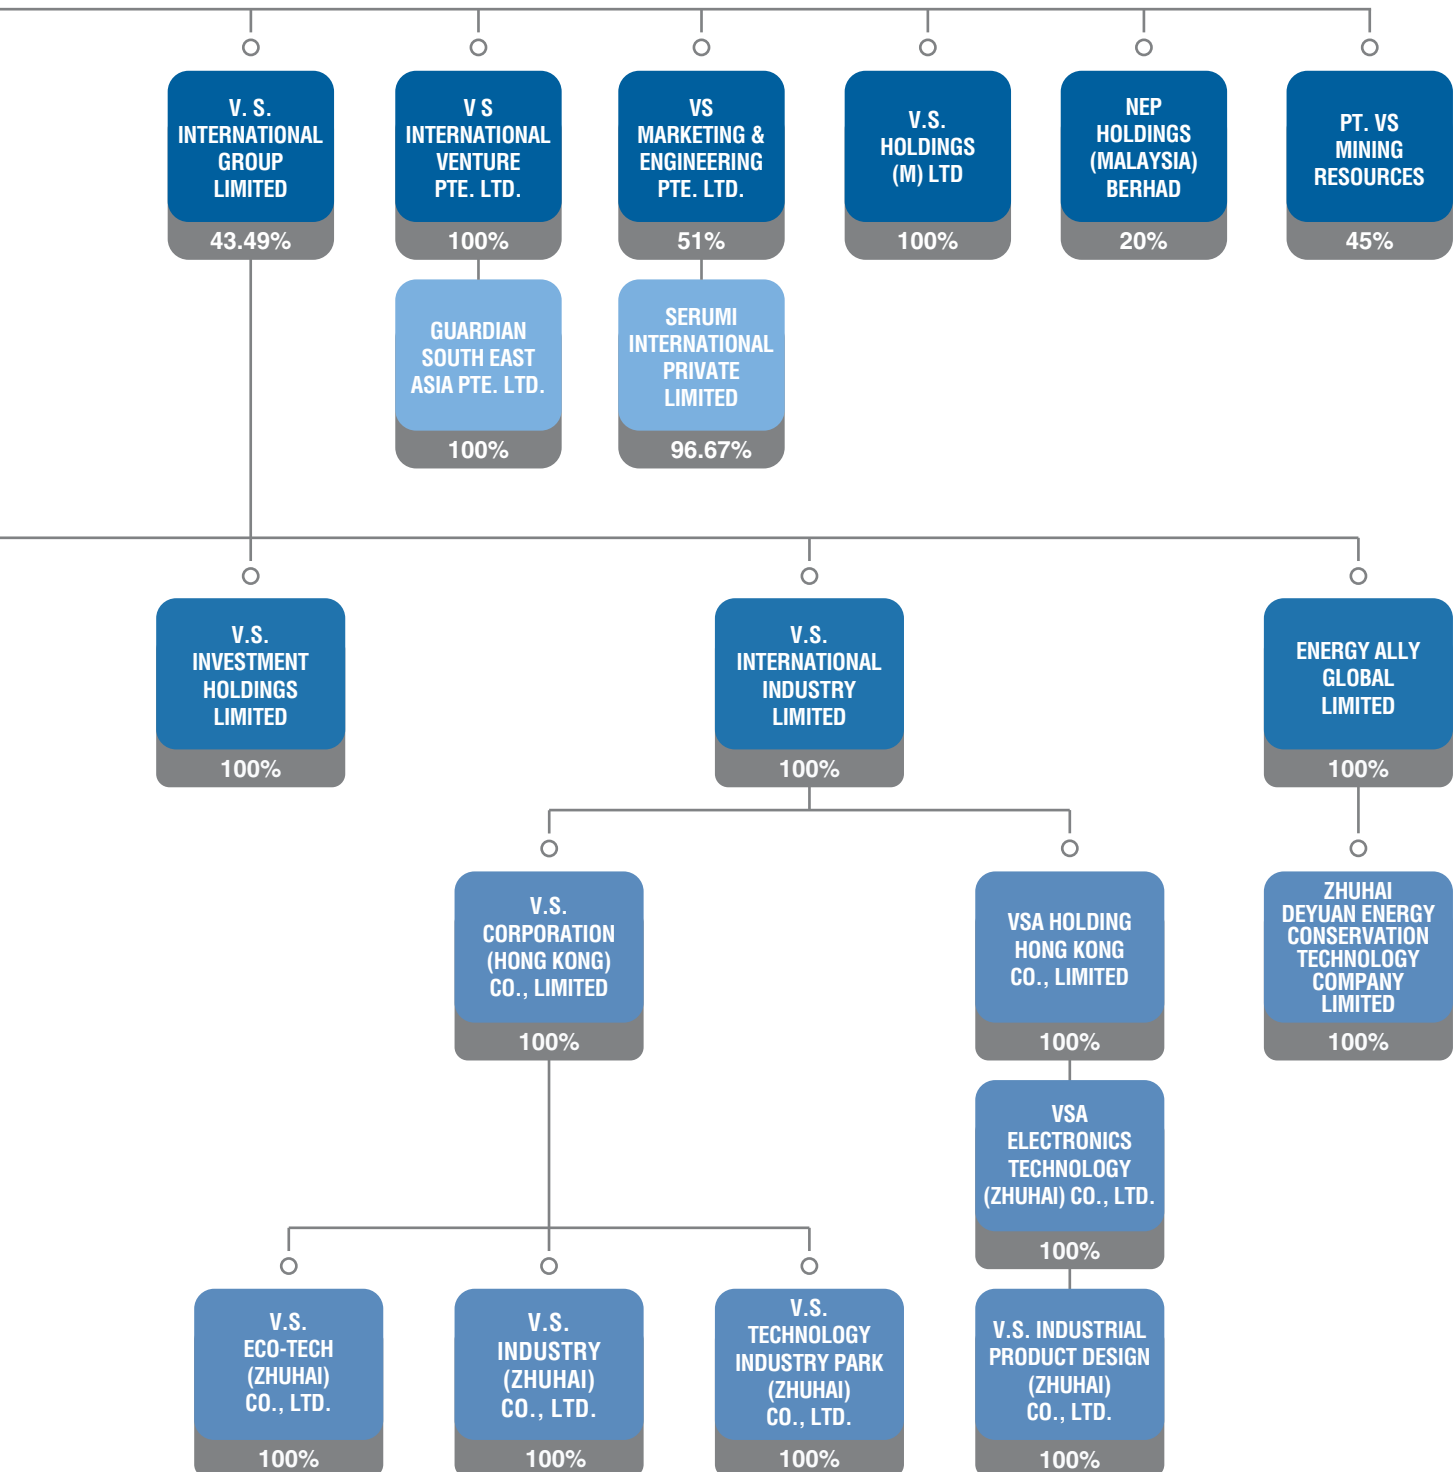 V. S.
INTERNATIONAL
GROUP
LIMITED
43.49%
V S
INTERNATIONAL
VENTURE
PTE. LTD.
100%
VS
MARKETING &
ENGINEERING
PTE. LTD.
51%
V.S.
HOLDINGS
(M) LTD
100%
NEP
HOLDINGS
(MALAYSIA)
BERHAD
20%
PT. VS
MINING
RESOURCES
45%
GUARDIAN
SOUTH EAST
ASIA PTE. LTD.
100%
SERUMI
INTERNATIONAL
PRIVATE
LIMITED
96.67%
V.S.
INVESTMENT
HOLDINGS
LIMITED
100%
V.S.
INTERNATIONAL
INDUSTRY
LIMITED
100%
ENERGY ALLY
GLOBAL
LIMITED
100%
V.S.
CORPORATION
(HONG KONG)
CO., LIMITED
100%
VSA HOLDING
HONG KONG
CO., LIMITED
100%
ZHUHAI
DEYUAN ENERGY
CONSERVATION
TECHNOLOGY
COMPANY
LIMITED
100%
VSA
ELECTRONICS
TECHNOLOGY
(ZHUHAI) CO., LTD.
100%
V.S.
ECO-TECH
(ZHUHAI)
CO., LTD.
100%
V.S.
INDUSTRY
(ZHUHAI)
CO., LTD.
100%
V.S.
TECHNOLOGY
INDUSTRY PARK
(ZHUHAI)
CO., LTD.
100%
V.S. INDUSTRIAL
PRODUCT DESIGN
(ZHUHAI)
CO., LTD.
100%